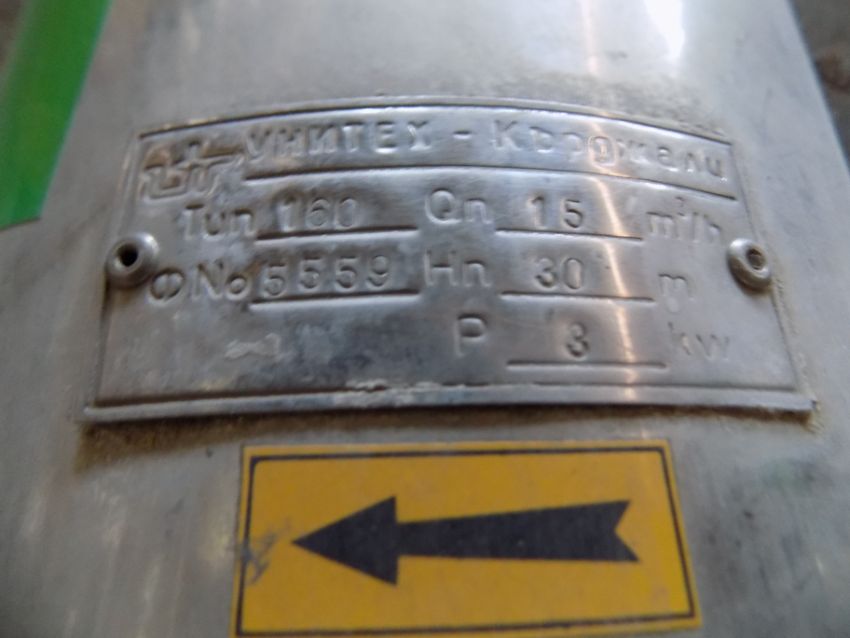 УНИТЕХ - Кърджали
Тип 160 Qn 15 m³/h
ФNo 5559 Hn 30 m
P 3 kw